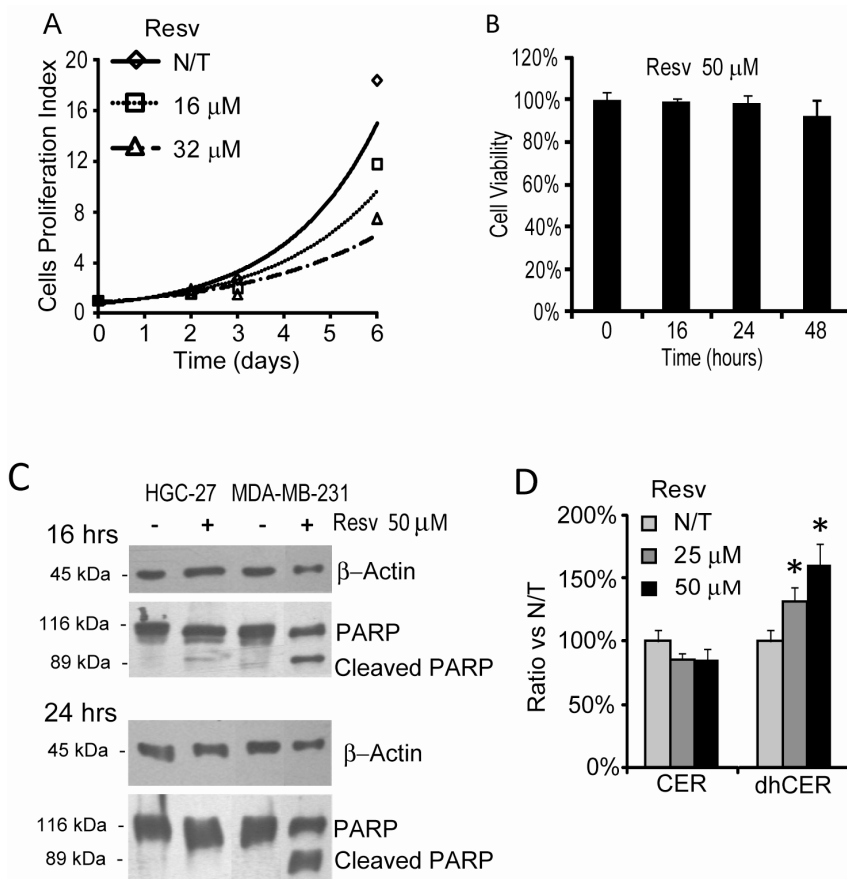 A
Resv
N/T
16 μM
32 μM
Cells Proliferation Index
20
16
12
8
4
0
0 1 2 3 4 5 6
Time (days)
B
Resv 50 μM
Cell Viability
120%
100%
80%
60%
40%
20%
0%
0 16 24 48
Time (hours)
C
HGC-27 MDA-MB-231
- + - + Resv 50 μM
16 hrs
45 kDa - β-Actin
116 kDa - PARP
89 kDa - Cleaved PARP
24 hrs
45 kDa - β-Actin
116 kDa - PARP
89 kDa - Cleaved PARP
D
Resv
N/T
25 μM
50 μM
Ratio vs N/T
200%
150%
100%
50%
0%
* *
CER dhCER